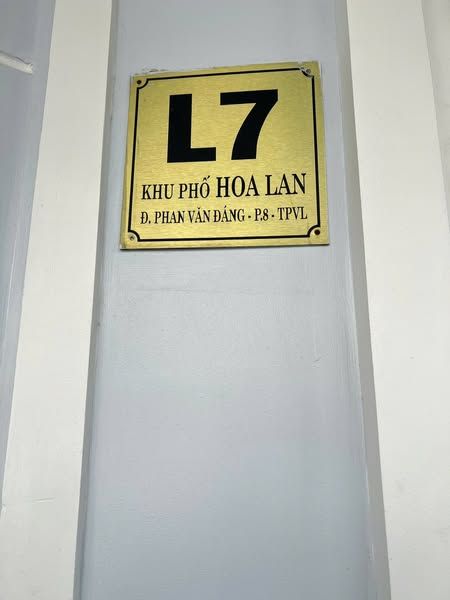 L7
KHU PHỐ HOA LAN
Đ. PHAN VĂN ĐÁNG - P.8 - TPVL